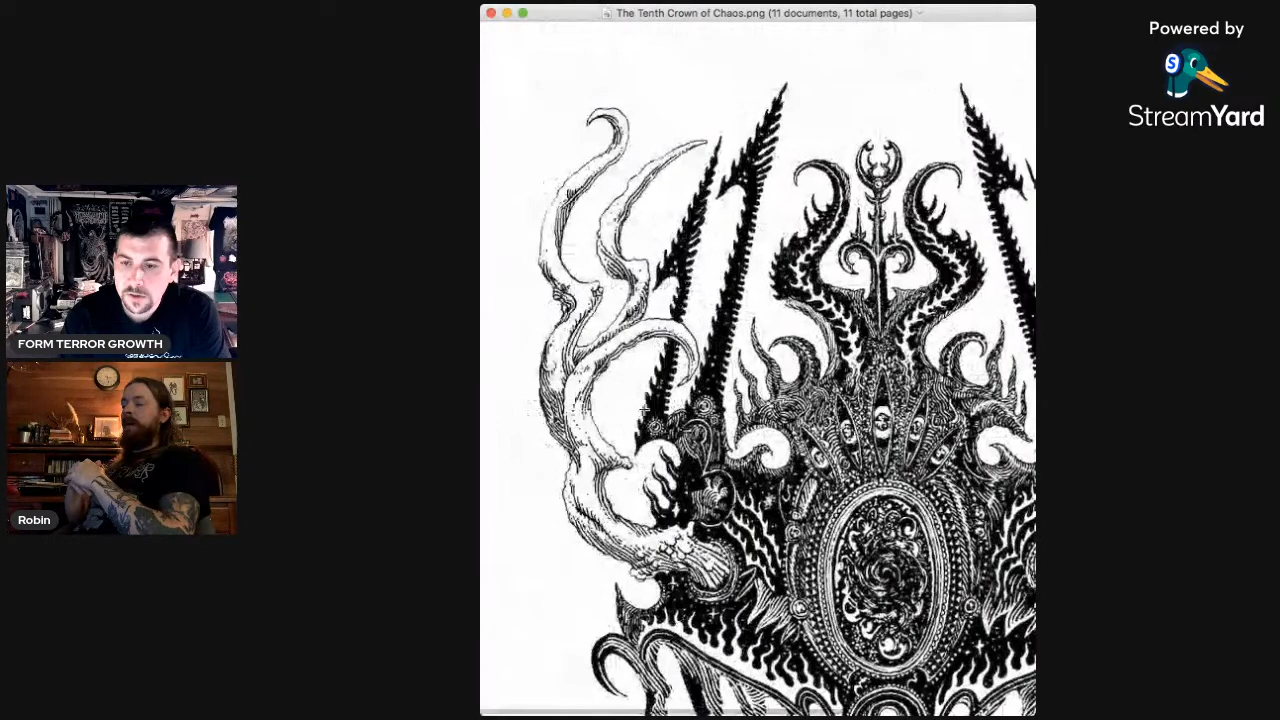 The Tenth Crown of Chaos.png (11 documents, 11 total pages)
Powered by
StreamYard
S
FORM TERROR GROWTH
Robin